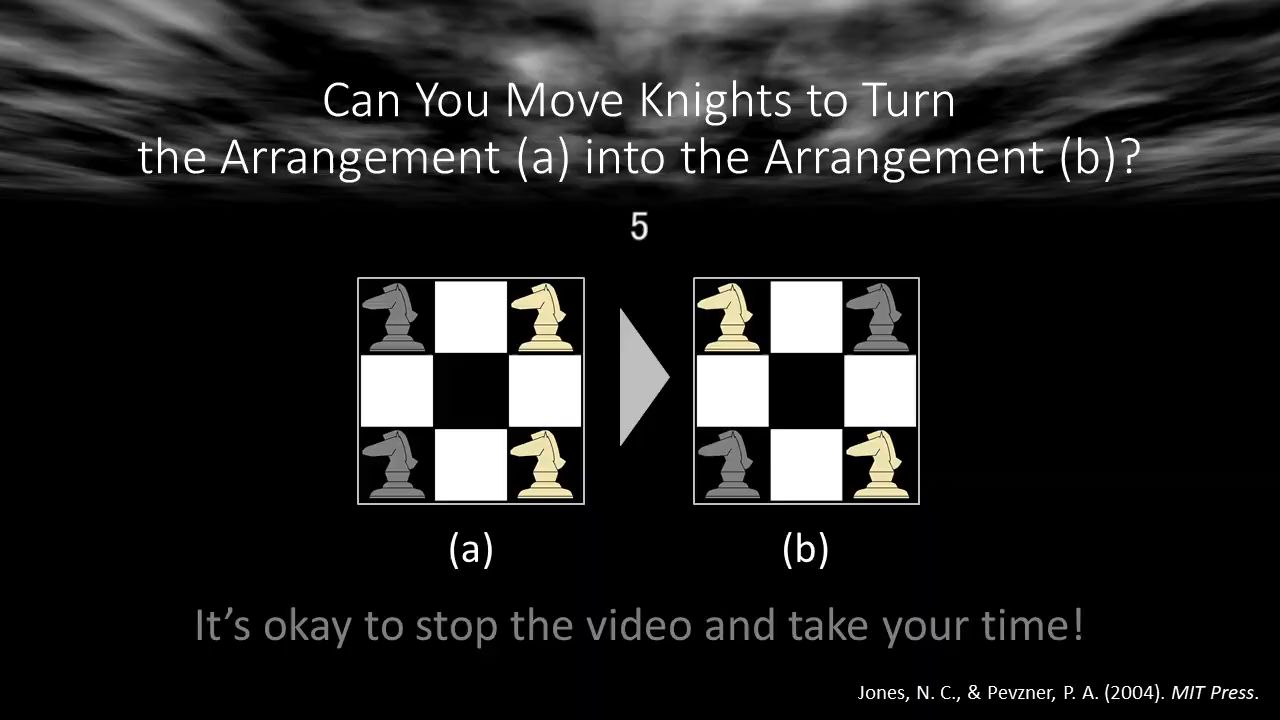 Can You Move Knights to Turn
the Arrangement (a) into the Arrangement (b)?
5
(a)
(b)
It’s okay to stop the video and take your time!
Jones, N. C., & Pevzner, P. A. (2004). MIT Press.